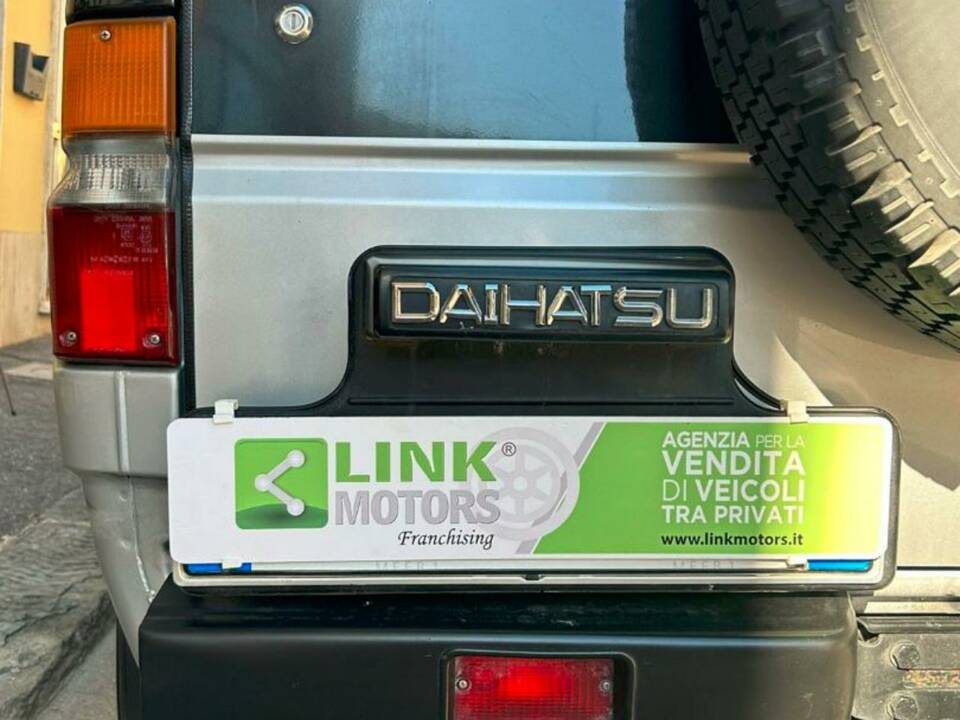 DAIHATSU
LINK®
MOTORS
Franchising
AGENZIA PER LA
VENDITA
DI VEICOLI
TRA PRIVATI
www.linkmotors.it